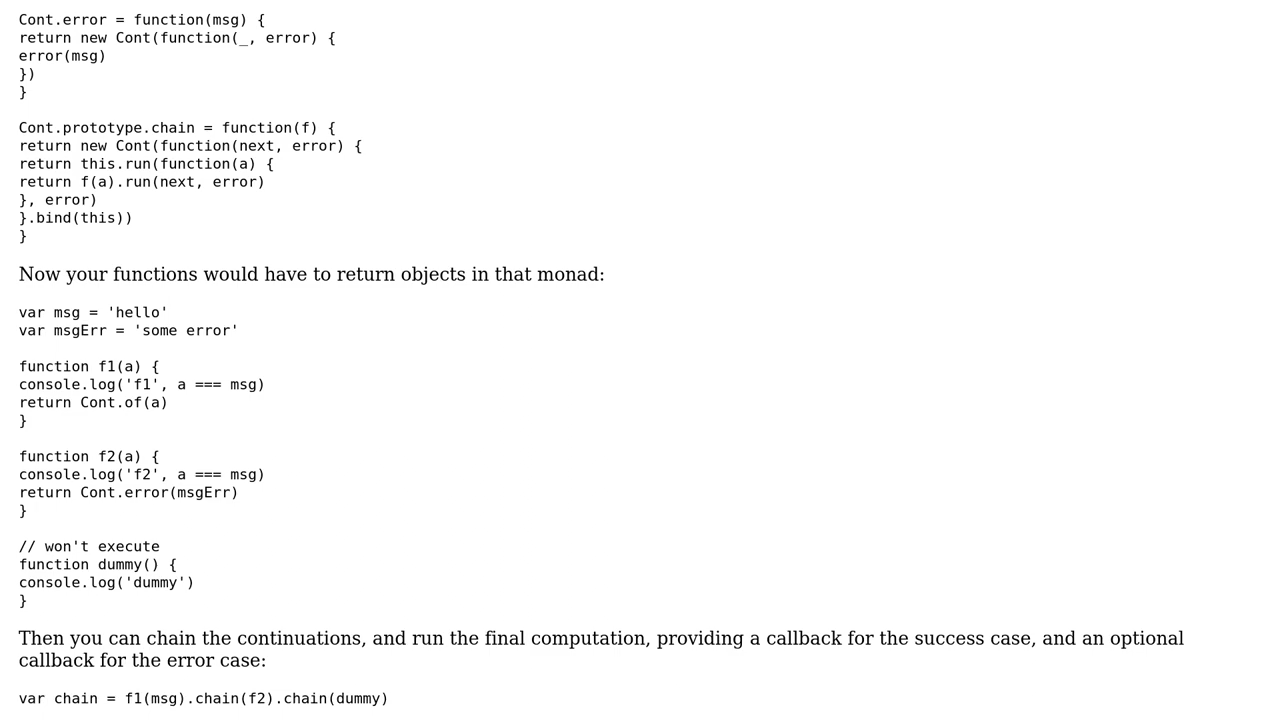 Cont.error = function(msg) {
return new Cont(function(_, error) {
error(msg)
})
}
Cont.prototype.chain = function(f) {
return new Cont(function(next, error) {
return this.run(function(a) {
return f(a).run(next, error)
}, error)
}.bind(this))
}
Now your functions would have to return objects in that monad:
var msg = 'hello'
var msgErr = 'some error'
function f1(a) {
console.log('f1', a === msg)
return Cont.of(a)
}
function f2(a) {
console.log('f2', a === msg)
return Cont.error(msgErr)
}
// won't execute
function dummy() {
console.log('dummy')
}
Then you can chain the continuations, and run the final computation, providing a callback for the success case, and an optional
callback for the error case:
var chain = f1(msg).chain(f2).chain(dummy)